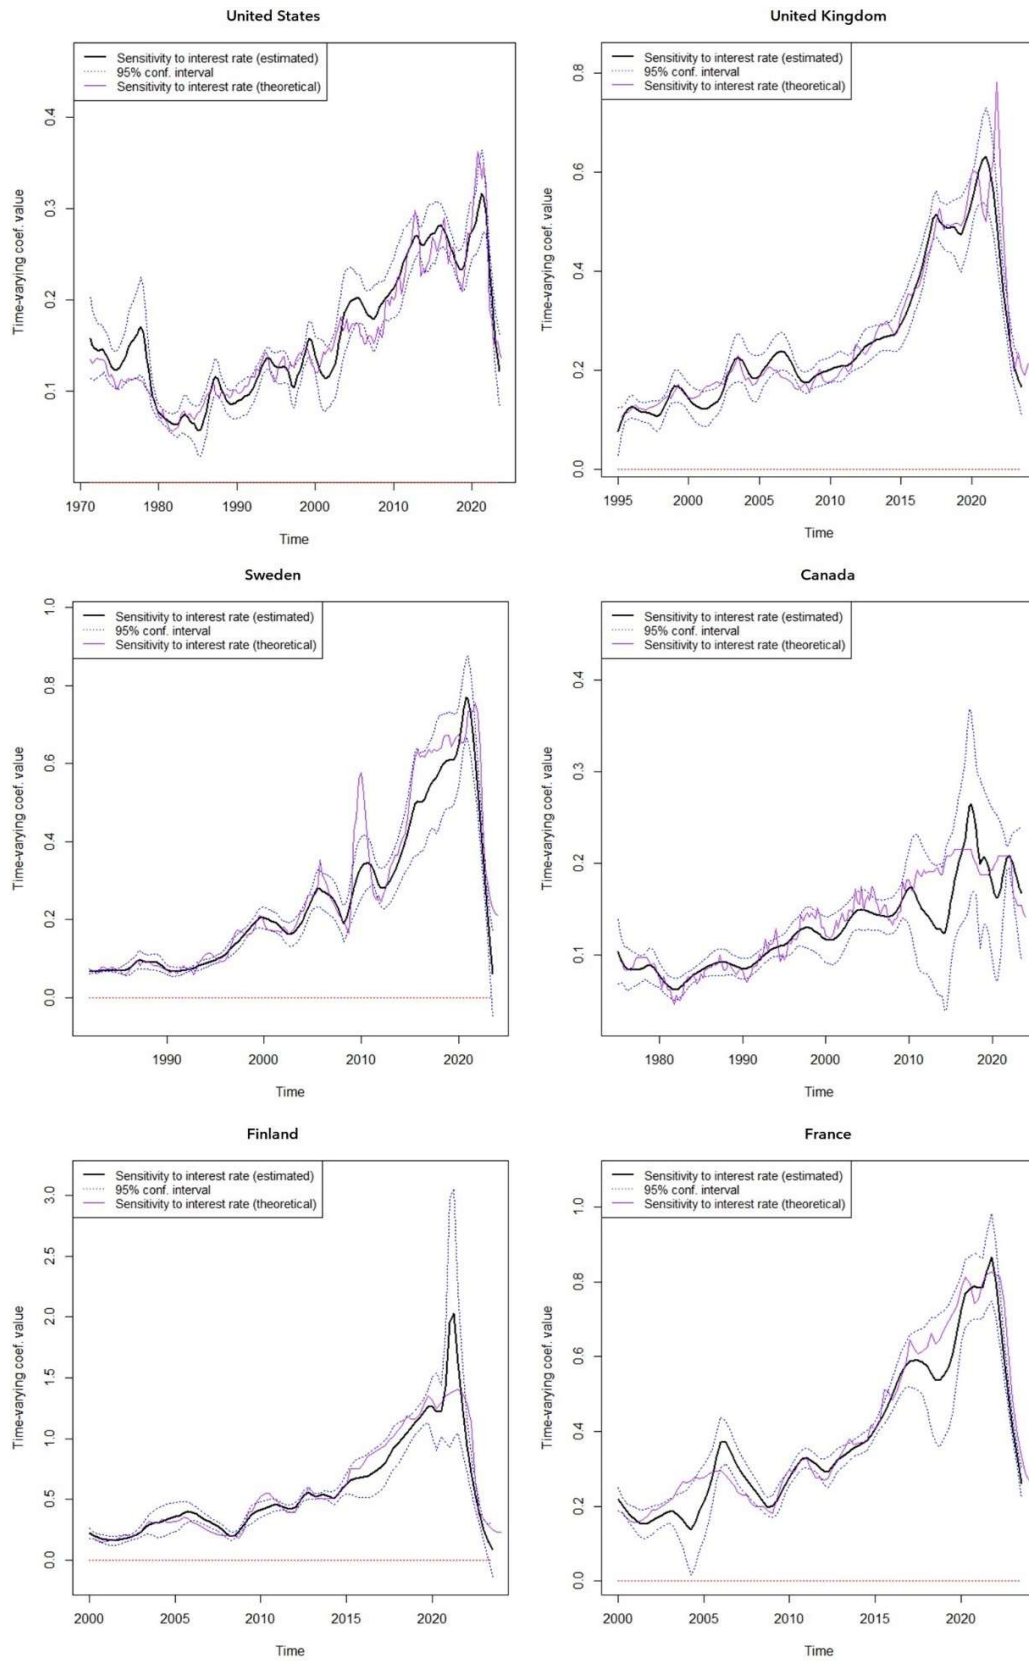 United States
Sensitivity to interest rate (estimated)
95% conf. interval
Sensitivity to interest rate (theoretical)
Time-varying coef. value
0.4
0.3
0.2
0.1
1970 1980 1990 2000 2010 2020
Time
United Kingdom
Sensitivity to interest rate (estimated)
95% conf. interval
Sensitivity to interest rate (theoretical)
Time-varying coef. value
0.8
0.6
0.4
0.2
0.0
1995 2000 2005 2010 2015 2020
Time
Sweden
Sensitivity to interest rate (estimated)
95% conf. interval
Sensitivity to interest rate (theoretical)
Time-varying coef. value
1.0
0.8
0.6
0.4
0.2
0.0
1990 2000 2010 2020
Time
Canada
Sensitivity to interest rate (estimated)
95% conf. interval
Sensitivity to interest rate (theoretical)
Time-varying coef. value
0.4
0.3
0.2
0.1
1980 1990 2000 2010 2020
Time
Finland
Sensitivity to interest rate (estimated)
95% conf. interval
Sensitivity to interest rate (theoretical)
Time-varying coef. value
3.0
2.5
2.0
1.5
1.0
0.5
0.0
2000 2005 2010 2015 2020
Time
France
Sensitivity to interest rate (estimated)
95% conf. interval
Sensitivity to interest rate (theoretical)
Time-varying coef. value
1.0
0.8
0.6
0.4
0.2
0.0
2000 2005 2010 2015 2020
Time